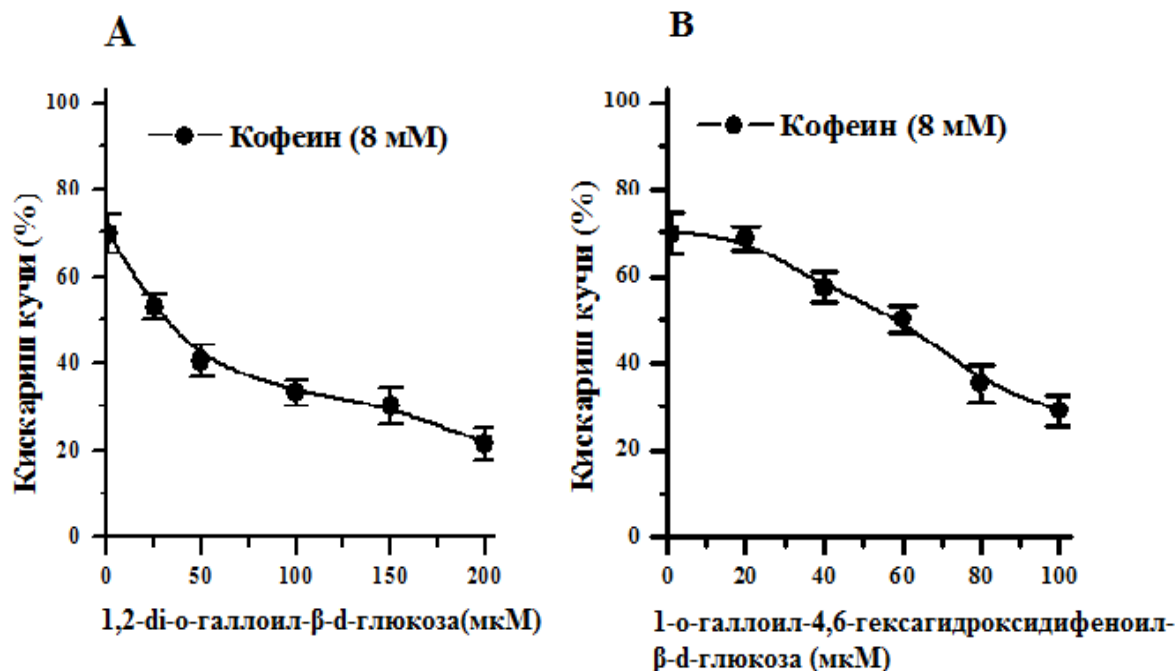 A
B
Кискариш кучи (%)
100
80
60
40
20
0
Кофеин (8 мМ)
0 50 100 150 200
1,2-di-о-галлоил-β-d-глюкоза(мкМ)
Кискариш кучи (%)
100
80
60
40
20
0
Кофеин (8 мМ)
0 20 40 60 80 100
1-о-галлоил-4,6-гексагидроксидифеноил-
β-d-глюкоза (мкМ)